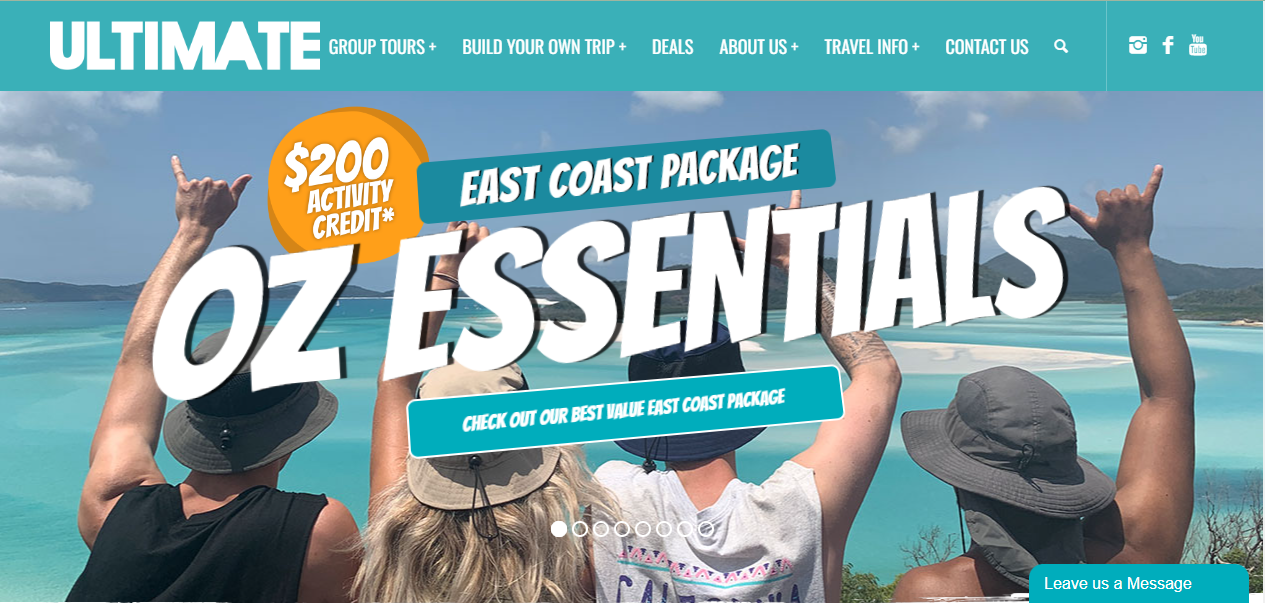 ULTIMATE
GROUP TOURS +
BUILD YOUR OWN TRIP +
DEALS
ABOUT US +
TRAVEL INFO +
CONTACT US
You
Tube
$200
ACTIVITY
CREDIT*
EAST COAST PACKAGE
OZ ESSENTIALS
CHECK OUT OUR BEST VALUE EAST COAST PACKAGE
CALIFORNIA
Leave us a Message